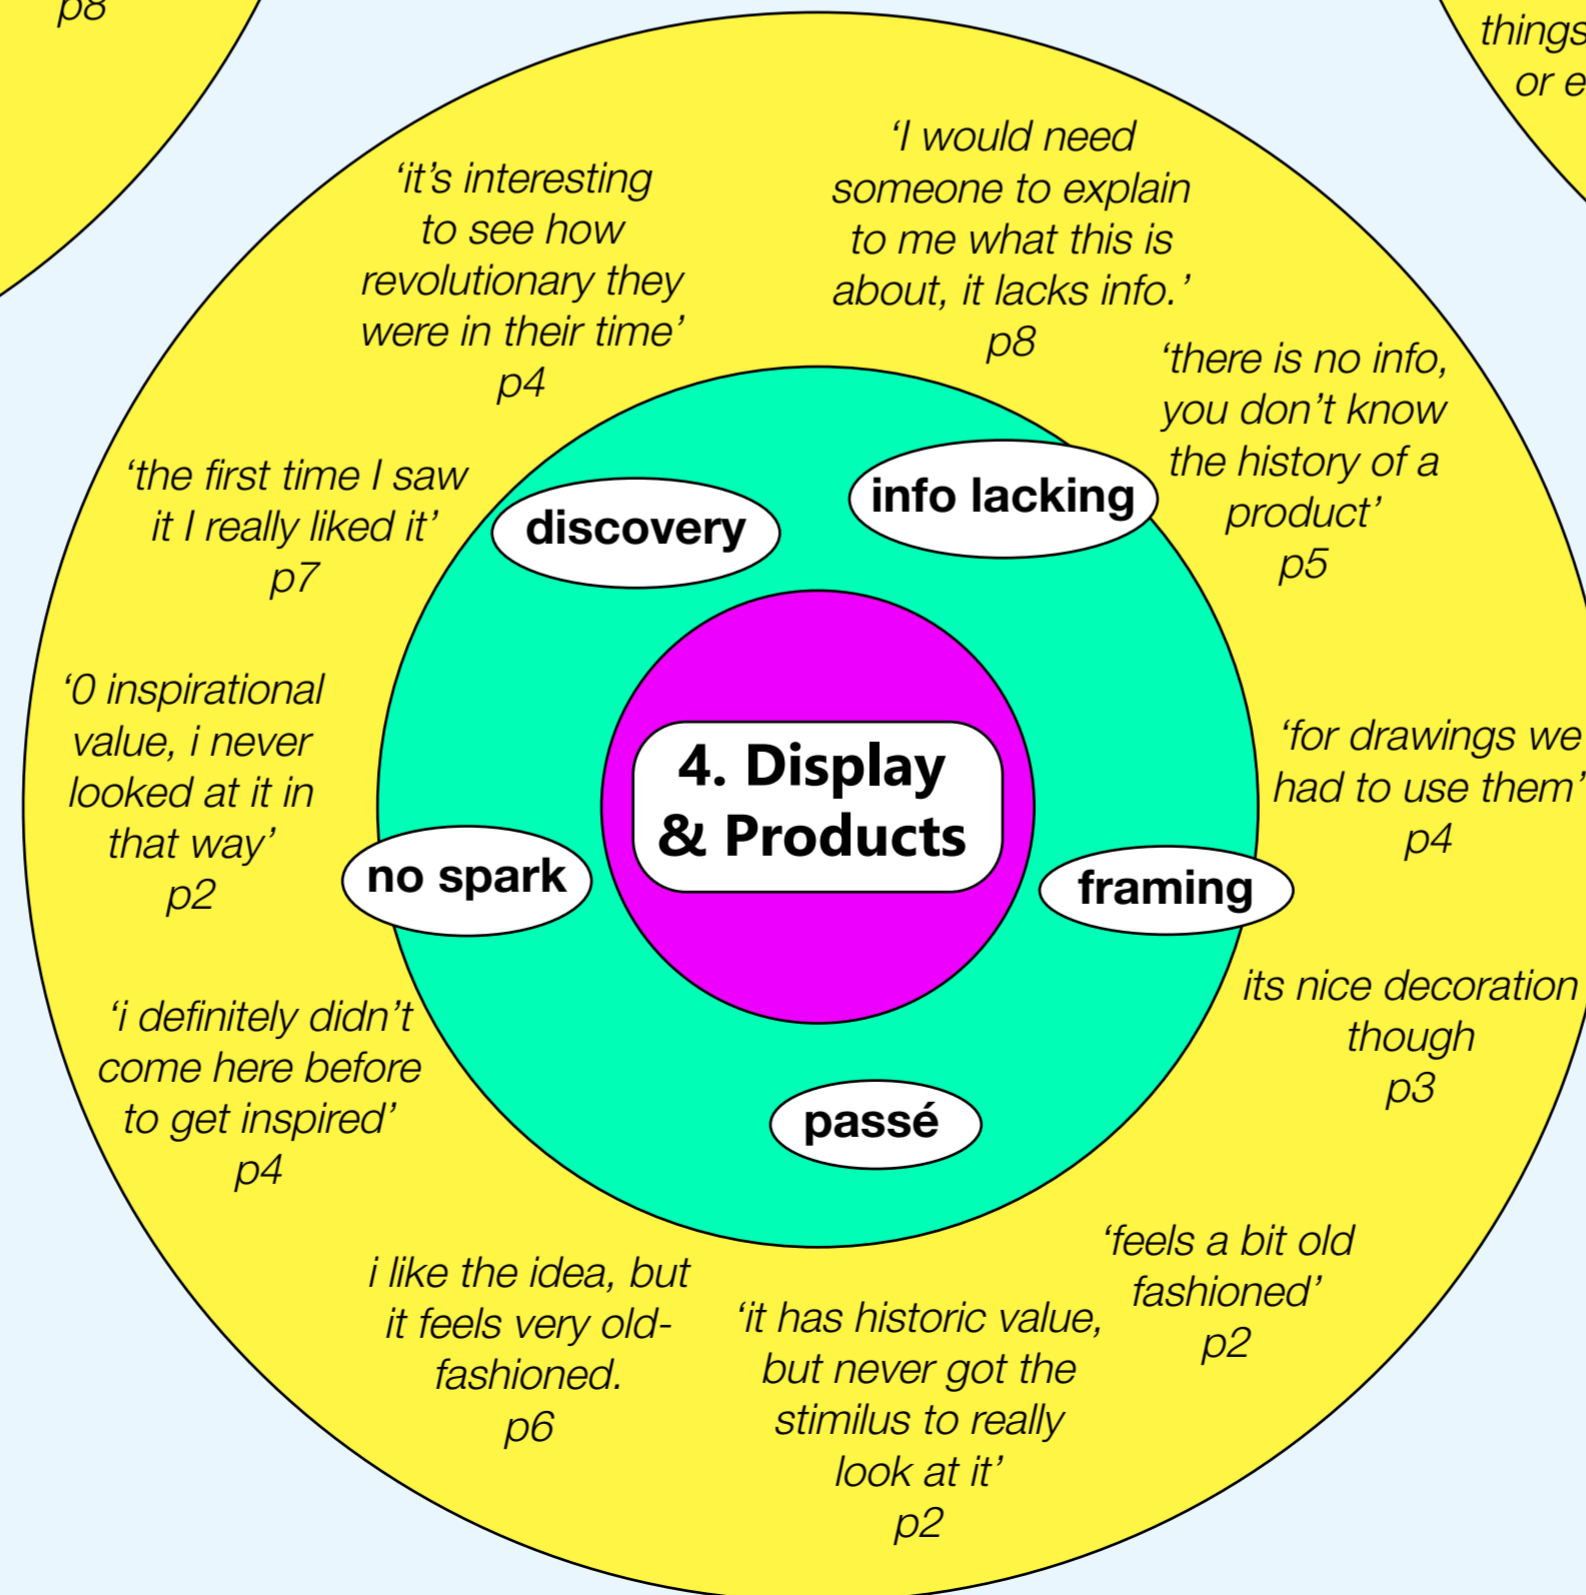 p8
things
or e
‘it’s interesting
to see how
revolutionary they
were in their time’
p4
‘I would need
someone to explain
to me what this is
about, it lacks info.’
p8
‘there is no info,
you don’t know
the history of a
product’
p5
‘the first time I saw
it I really liked it’
p7
discovery
info lacking
‘0 inspirational
value, i never
looked at it in
that way’
p2
4. Display
& Products
‘for drawings we
had to use them’
p4
no spark
framing
‘i definitely didn’t
come here before
to get inspired’
p4
its nice decoration
though
p3
passé
i like the idea, but
it feels very old-
fashioned.
p6
‘it has historic value,
but never got the
stimilus to really
look at it’
p2
‘feels a bit old
fashioned’
p2